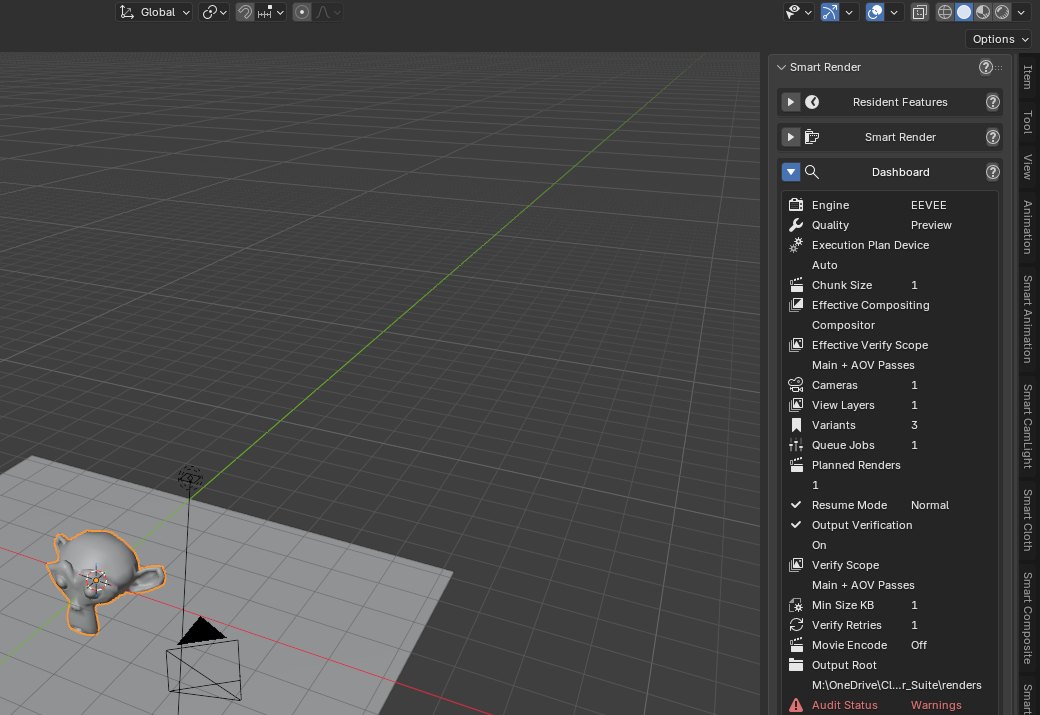 Global
Options
Smart Render
Resident Features
Smart Render
Dashboard
Engine EEVEE
Quality Preview
Execution Plan Device
Auto
Chunk Size 1
Effective Compositing
Compositor
Effective Verify Scope
Main + AOV Passes
Cameras 1
View Layers 1
Variants 3
Queue Jobs 1
Planned Renders
1
Resume Mode Normal
Output Verification
On
Verify Scope
Main + AOV Passes
Min Size KB 1
Verify Retries 1
Movie Encode Off
Output Root
M:\OneDrive\Cl...r_Suite\renders
Audit Status Warnings
Item
Tool
View
Animation
Smart Animation
Smart CamLight
Smart Cloth
Smart Composite
Smart